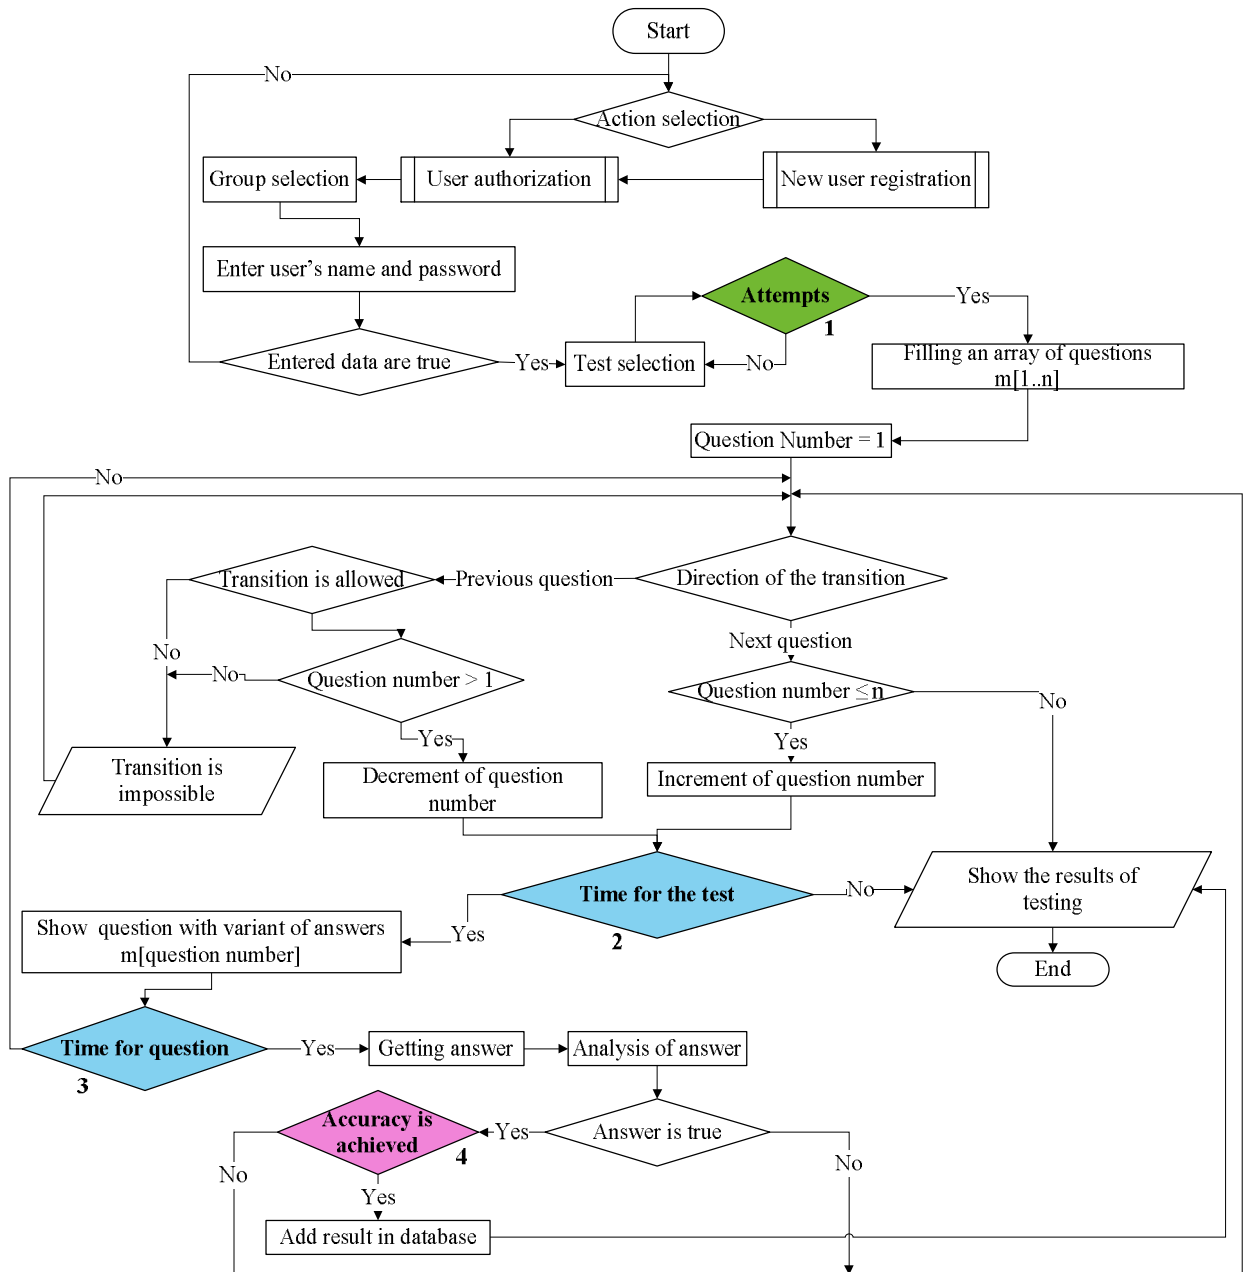 Start
No
Action selection
Group selection
User authorization
New user registration
Enter user's name and password
Attempts
1
Yes
Entered data are true
Yes
Test selection
No
Filling an array of questions
m[1..n]
Question Number = 1
No
Transition is allowed
Previous question
Direction of the transition
Next question
No
No
Question number > 1
Question number ≤ n
No
Yes
Yes
Transition is
impossible
Decrement of question
number
Increment of question number
Time for the test
2
No
Show the results of
testing
Yes
Show question with variant of answers
m[question number]
End
Time for question
3
Yes
Getting answer
Analysis of answer
Accuracy is
achieved
4
Yes
Answer is true
No
No
Yes
Add result in database